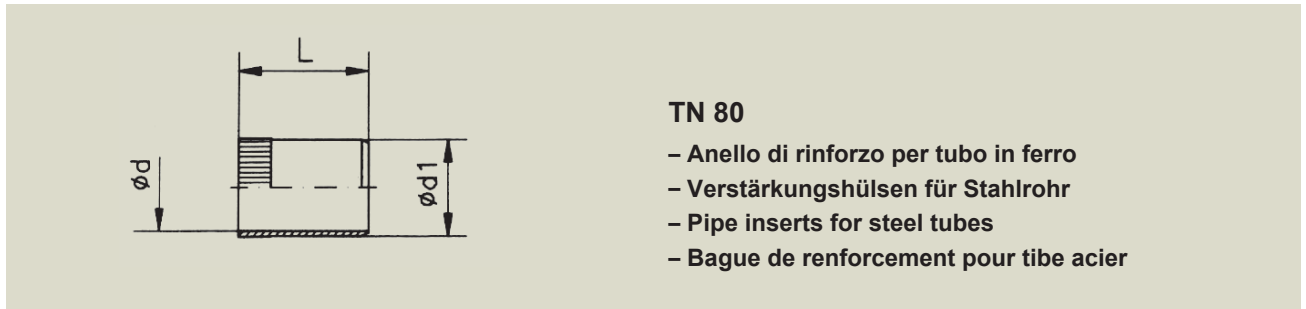 L
TN 80
– Anello di rinforzo per tubo in ferro
– Verstärkungshülsen für Stahlrohr
– Pipe inserts for steel tubes
– Bague de renforcement pour tibe acier
ød
ød1